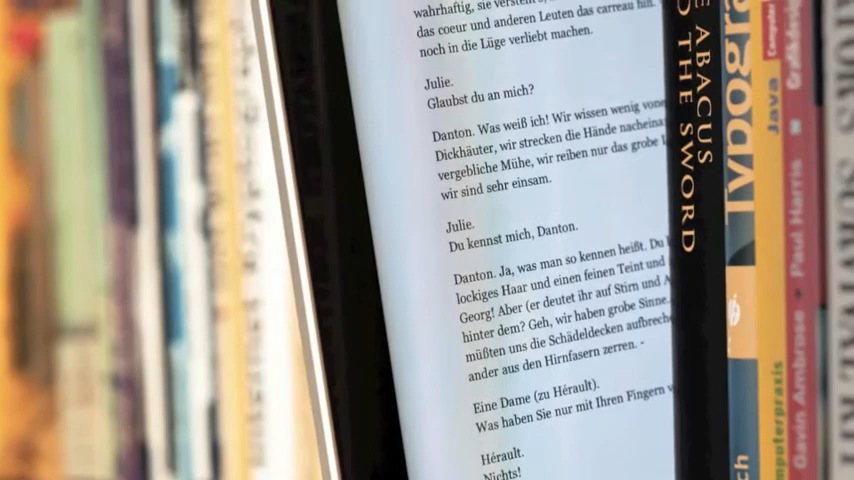 wahrhaftig, sie
das coeur und anderen Leuten das carreau hin.
noch in die Lüge verliebt machen.
Julie.
Glaubst du an mich?
Danton. Was weiß ich! Wir wissen wenig
Dickhäuter, wir strecken die Hände
vergebliche Mühe, wir reiben nur das grobe
wir sind sehr einsam.
Julie.
Du kennst mich, Danton.
Danton. Ja, was man so kennen heißt. Du
lockiges Haar und einen feinen Teint und
Georg! Aber (er deutet ihr auf Stirn und
hinter dem? Geh, wir haben grobe Sinne.
müßten uns die Schädeldecken
ander aus den Hirnfasern zerren. -
Eine Dame (zu Hérault).
Was haben Sie nur mit Ihren Fingern
Hérault.
Nichts!
ABACUS
THE SWORD
Java
Computer
Computerpraxis
Grafikdesign
Gavin Ambrose • Paul Harris
SURVIVAL KIT